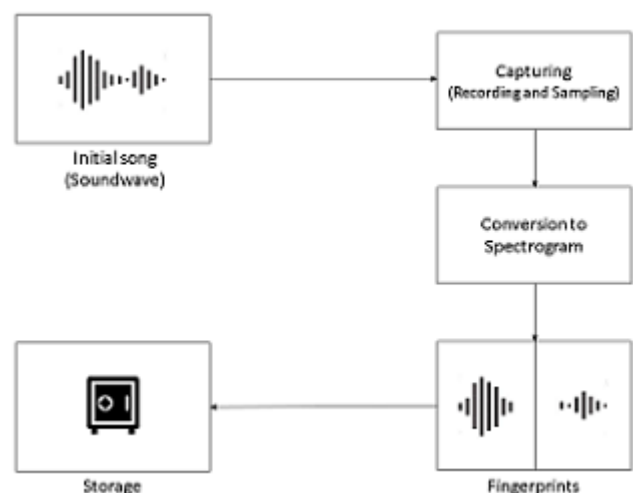 Initial song
(Soundwave)
Capturing
(Recording and Sampling)
Conversion to
Spectrogram
Storage
Fingerprints